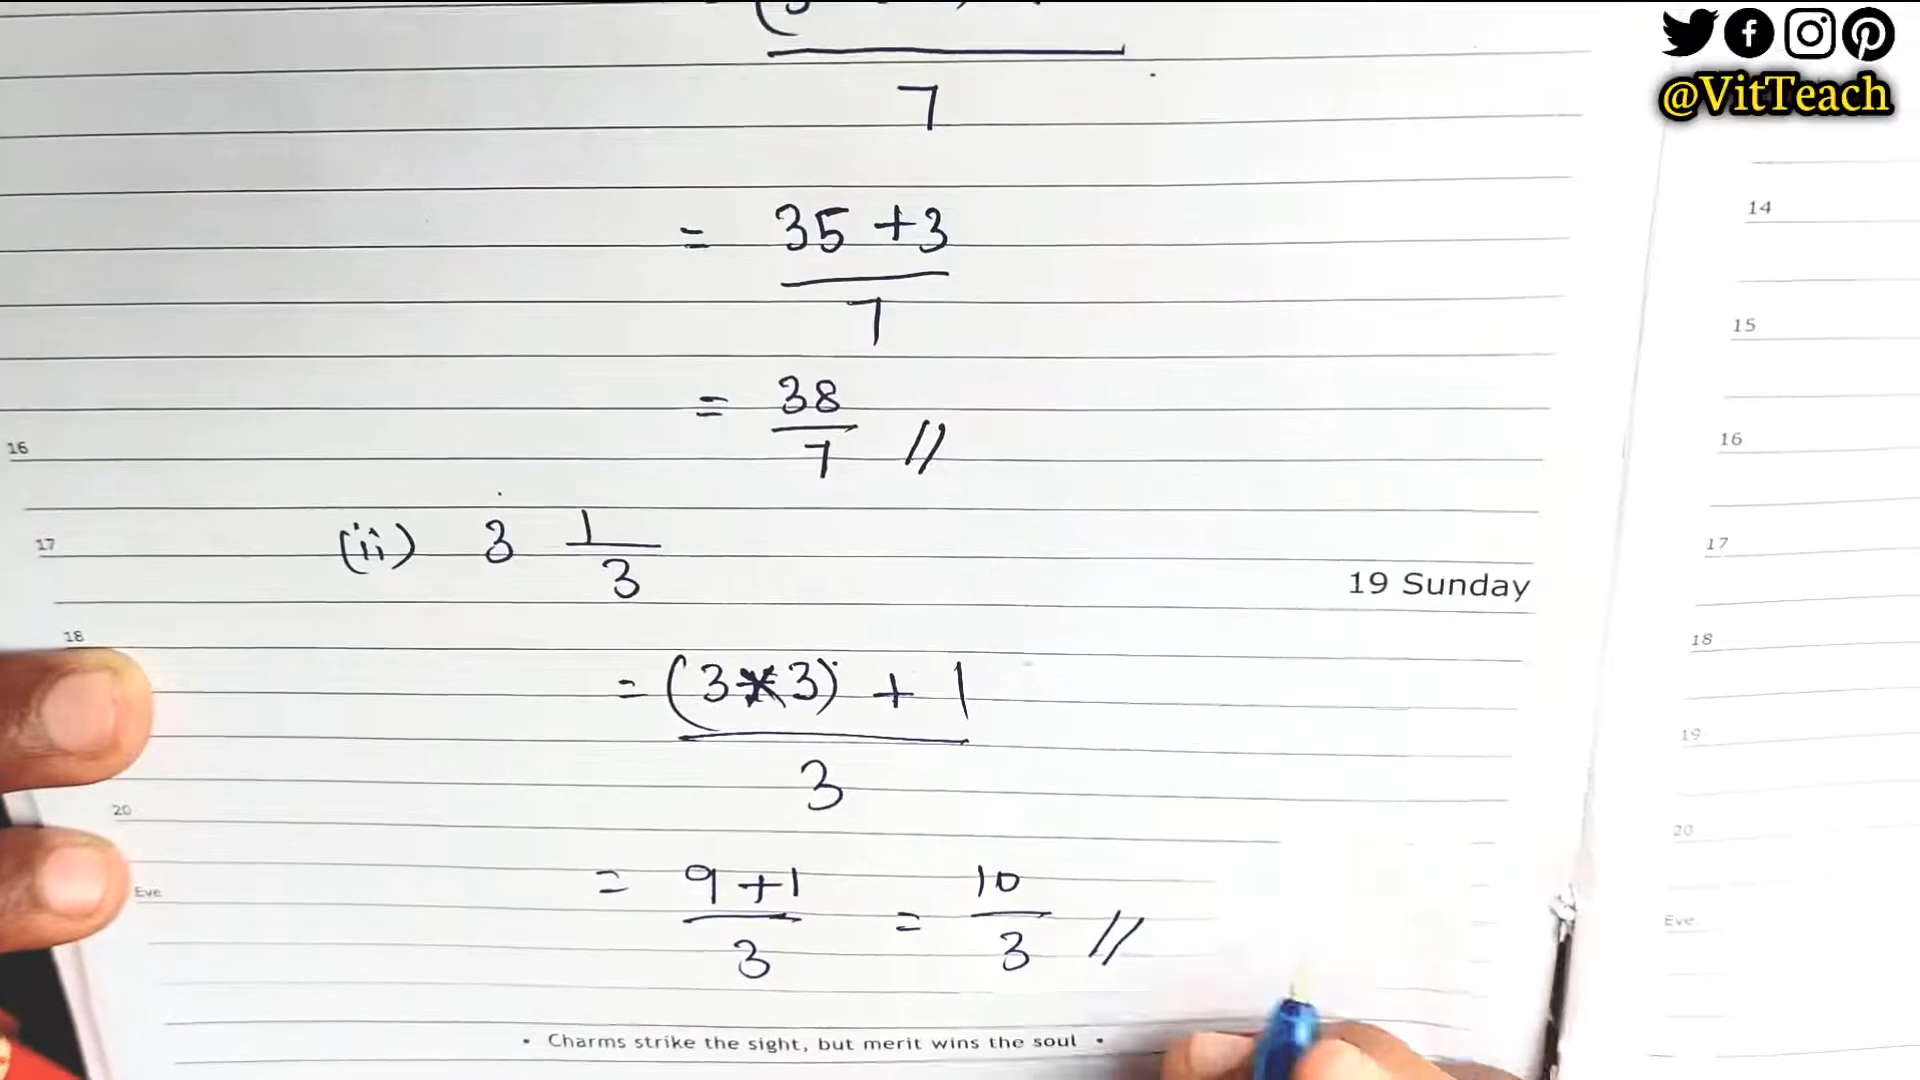 @VitTeach
7
= 35 + 3
7
= 38
7 //
(ii) 3 1
3
= (3*3) + 1
3
= 9 + 1 = 10
3 3 //
16
17
18
20
Eve
19 Sunday
• Charms strike the sight, but merit wins the soul •
14
15
16
17
18
19
20
Eve